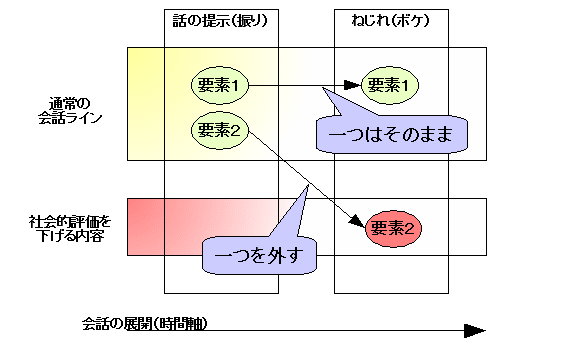 話の提示(振り)
ねじれ(ボケ)
通常の
会話ライン
要素1
要素1
要素2
一つはそのまま
社会的評価を
下げる内容
要素2
一つを外す
会話の展開(時間軸)